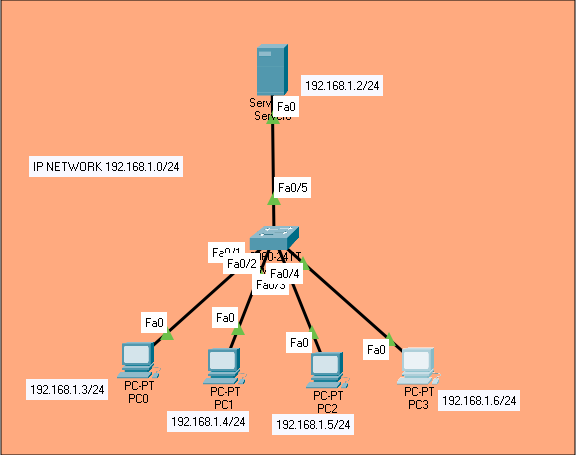 192.168.1.2/24
Fa0
IP NETWORK 192.168.1.0/24
Fa0/5
Fa0/1
Fa0/2
Fa0/4
Fa0/3
Fa0
Fa0
Fa0
Fa0
PC-PT
PC0
PC-PT
PC1
PC-PT
PC2
PC-PT
PC3
192.168.1.3/24
192.168.1.4/24
192.168.1.5/24
192.168.1.6/24